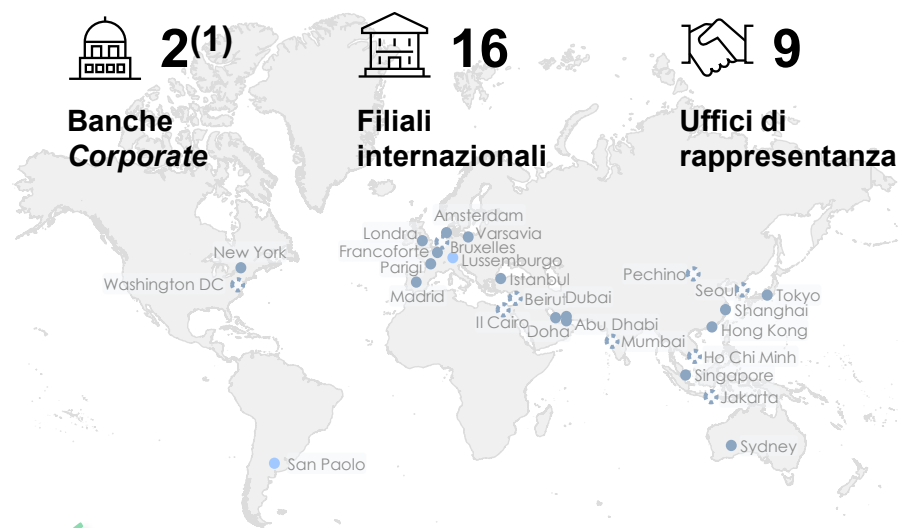 2(1)
Banche
Corporate
16
Filiali
internazionali
9
Uffici di
rappresentanza
Amsterdam
Londra
Varsavia
Bruxelles
Francoforte
Lussemburgo
Parigi
Madrid
Istanbul
New York
Washington DC
Beirut
Dubai
Il Cairo
Doha
Abu Dhabi
Mumbai
Pechino
Seoul
Tokyo
Shanghai
Hong Kong
Ho Chi Minh
Singapore
Jakarta
Sydney
San Paolo